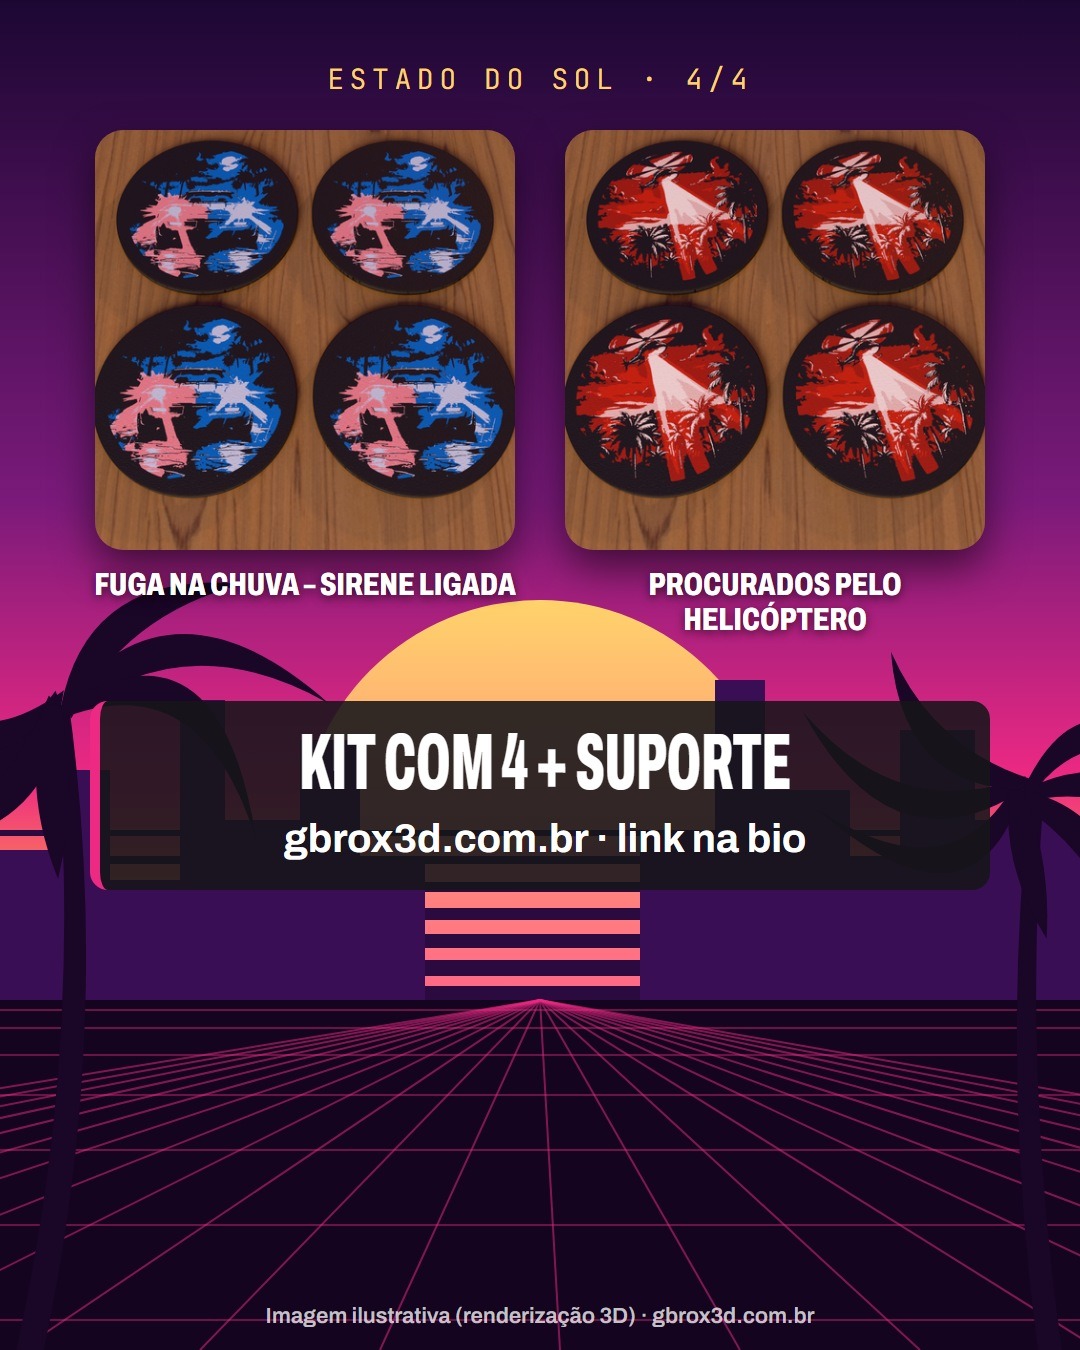 ESTADO DO SOL · 4/4
FUGA NA CHUVA – SIRENE LIGADA
PROCURADOS PELO
HELICÓPTERO
KIT COM 4 + SUPORTE
gbrox3d.com.br · link na bio
Imagem ilustrativa (renderização 3D) · gbrox3d.com.br